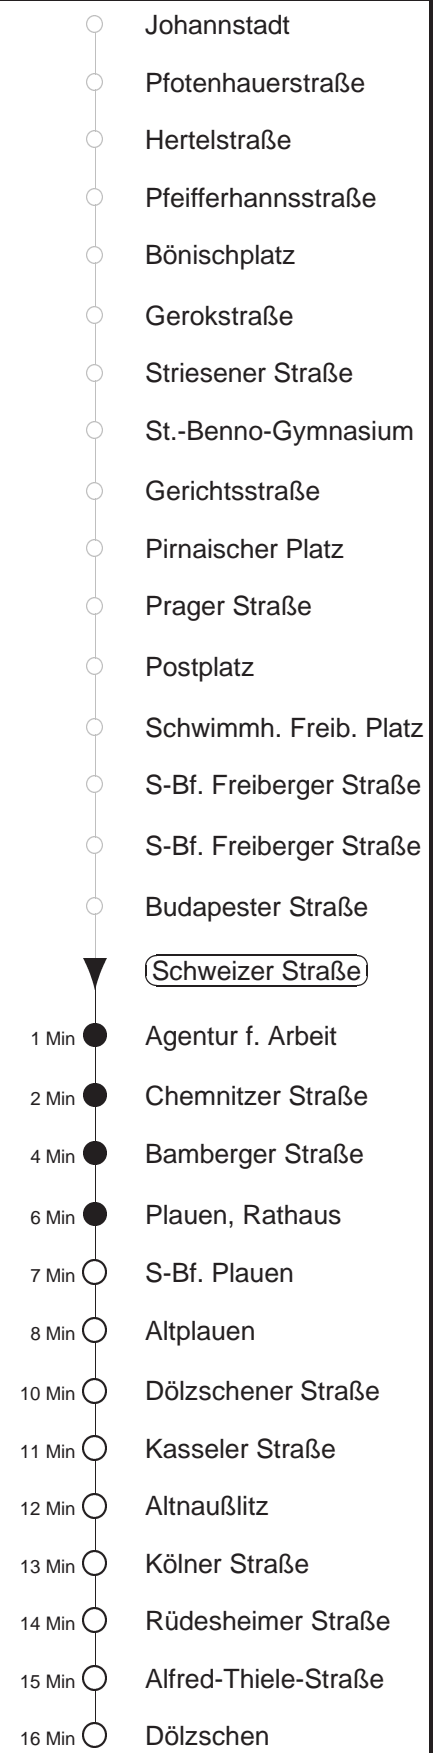 Johannstadt
Pfotenhauerstraße
Hertelstraße
Pfeifferhannsstraße
Bönischplatz
Gerokstraße
Striesener Straße
St.-Benno-Gymnasium
Gerichtsstraße
Pirnaischer Platz
Prager Straße
Postplatz
Schwimmh. Freib. Platz
S-Bf. Freiberger Straße
S-Bf. Freiberger Straße
Budapester Straße
Schweizer Straße
1 Min Agentur f. Arbeit
2 Min Chemnitzer Straße
4 Min Bamberger Straße
6 Min Plauen, Rathaus
7 Min S-Bf. Plauen
8 Min Altplauen
10 Min Dölzschener Straße
11 Min Kasseler Straße
12 Min Altnaußlitz
13 Min Kölner Straße
14 Min Rüdesheimer Straße
15 Min Alfred-Thiele-Straße
16 Min Dölzschen